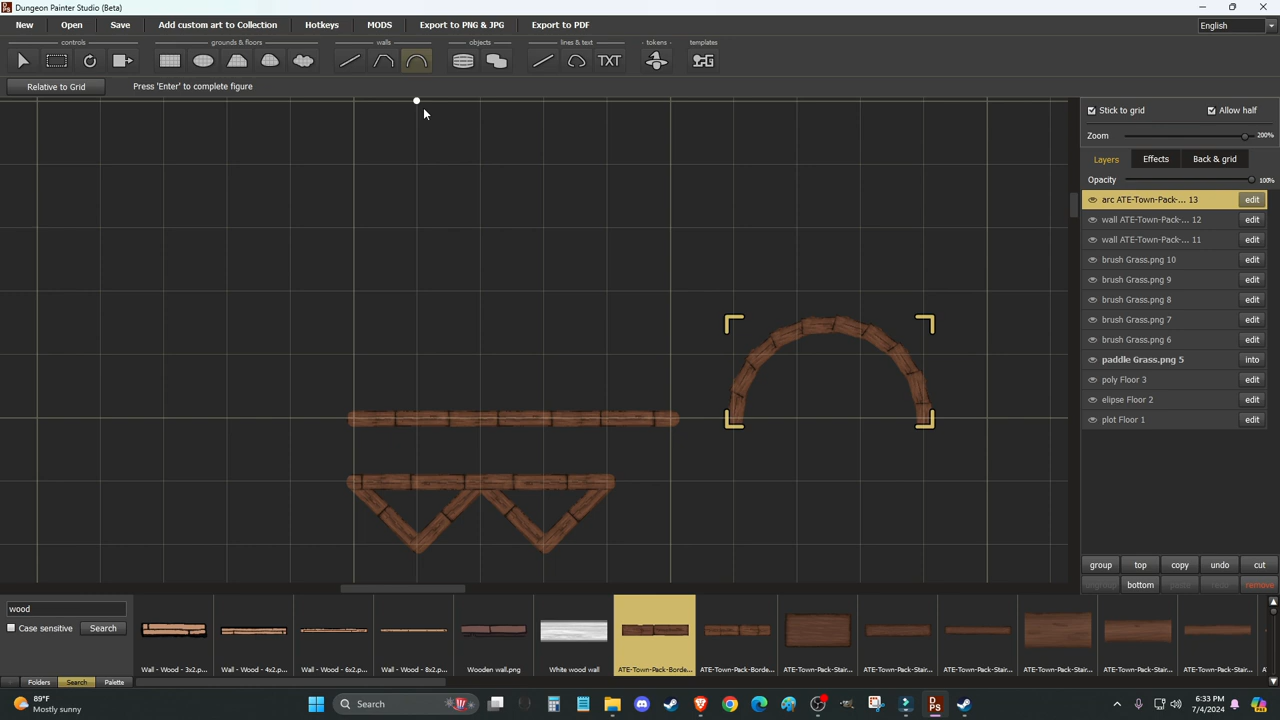 Dungeon Painter Studio (Beta)
New Open Save Add custom art to Collection Hotkeys MODS Export to PNG & JPG Export to PDF English
controls grounds & floors walls objects lines & text tokens templates
TXT
Relative to Grid Press 'Enter' to complete figure
Stick to grid Allow half
Zoom 200%
Layers Effects Back & grid
Opacity 100%
arc ATE-Town-Pack-... 13 edit
wall ATE-Town-Pack-... 12 edit
wall ATE-Town-Pack-... 11 edit
brush Grass.png 10 edit
brush Grass.png 9 edit
brush Grass.png 8 edit
brush Grass.png 7 edit
brush Grass.png 6 edit
paddle Grass.png 5 into
poly Floor 3 edit
elipse Floor 2 edit
plot Floor 1 edit
group top copy undo cut
bottom remove
wood
Case sensitive Search
Wall - Wood - 3x2.p... Wall - Wood - 4x2.p... Wall - Wood - 6x2.p... Wall - Wood - 8x2.p... Wooden wall.png White wood wall ATE-Town-Pack-Borde... ATE-Town-Pack-Borde... ATE-Town-Pack-Stair... ATE-Town-Pack-Stair... ATE-Town-Pack-Stair... ATE-Town-Pack-Stair... ATE-Town-Pack-Stair... ATE-Town-Pack-Stair...
Folders Search Palette
89°F
Mostly sunny
Search
DPS
6:33 PM
7/4/2024